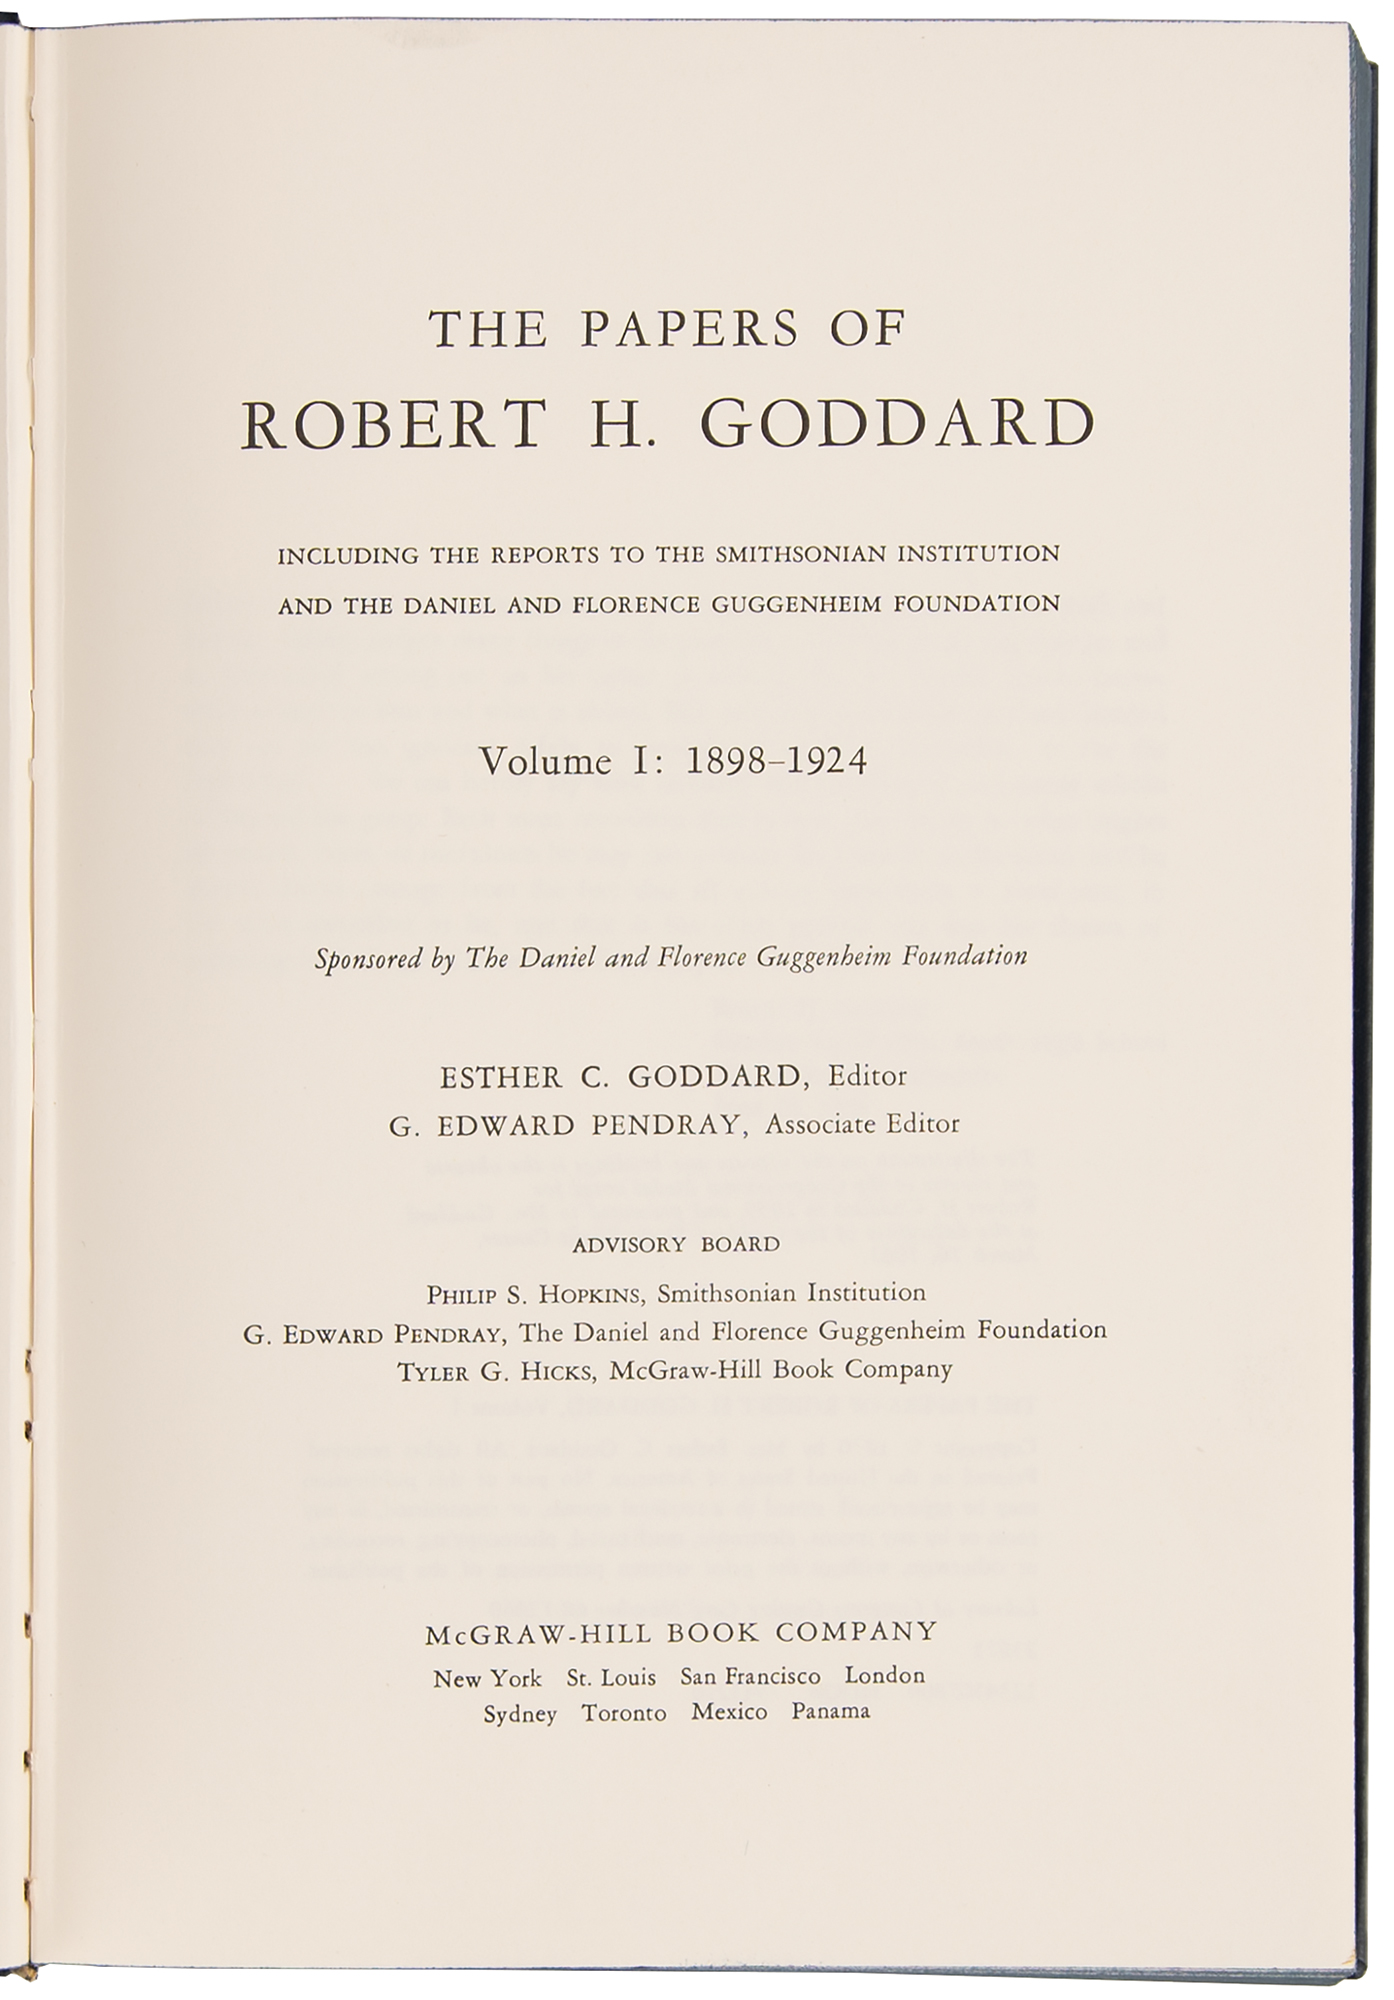 THE PAPERS OF
ROBERT H. GODDARD
INCLUDING THE REPORTS TO THE SMITHSONIAN INSTITUTION
AND THE DANIEL AND FLORENCE GUGGENHEIM FOUNDATION
Volume I: 1898–1924
Sponsored by The Daniel and Florence Guggenheim Foundation
ESTHER C. GODDARD, Editor
G. EDWARD PENDRAY, Associate Editor
ADVISORY BOARD
PHILIP S. HOPKINS, Smithsonian Institution
G. EDWARD PENDRAY, The Daniel and Florence Guggenheim Foundation
TYLER G. HICKS, McGraw-Hill Book Company
McGRAW-HILL BOOK COMPANY
New York St. Louis San Francisco London
Sydney Toronto Mexico Panama